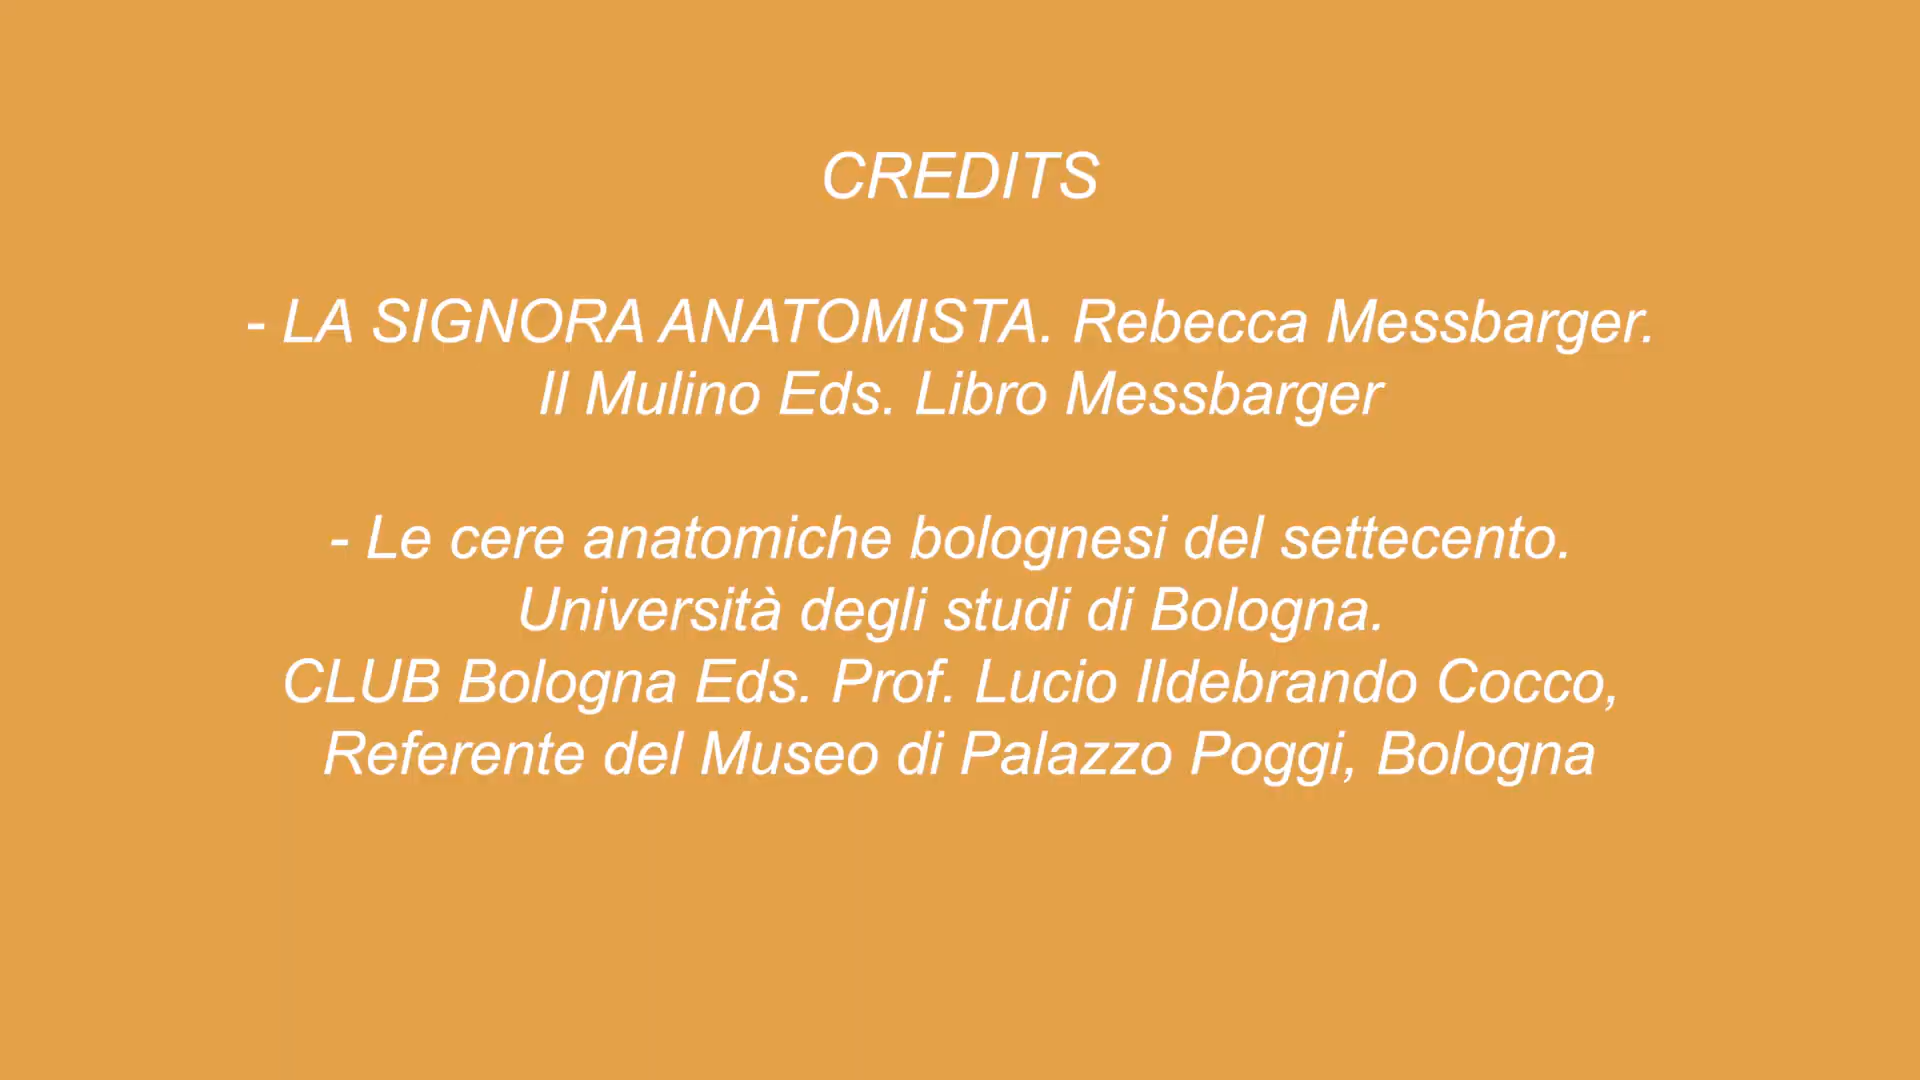 CREDITS
- LA SIGNORA ANATOMISTA. Rebecca Messbarger.
Il Mulino Eds. Libro Messbarger
- Le cere anatomiche bolognesi del settecento.
Università degli studi di Bologna.
CLUB Bologna Eds. Prof. Lucio Ildebrando Cocco,
Referente del Museo di Palazzo Poggi, Bologna